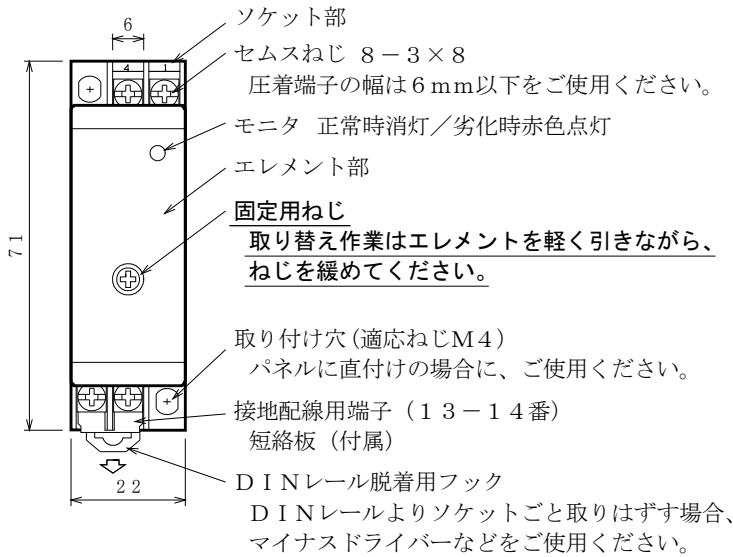 6
ソケット部
セムスねじ ８－３×８
圧着端子の幅は６ｍｍ以下をご使用ください。
4 1
モニタ 正常時消灯／劣化時赤色点灯
エレメント部
固定用ねじ
取り替え作業はエレメントを軽く引きながら、
ねじを緩めてください。
71
取り付け穴(適応ねじＭ４)
パネルに直付けの場合に、ご使用ください。
接地配線用端子（１３－１４番）
短絡板（付属）
22
ＤＩＮレール脱着用フック
ＤＩＮレールよりソケットごと取りはずす場合、
マイナスドライバーなどをご使用ください。